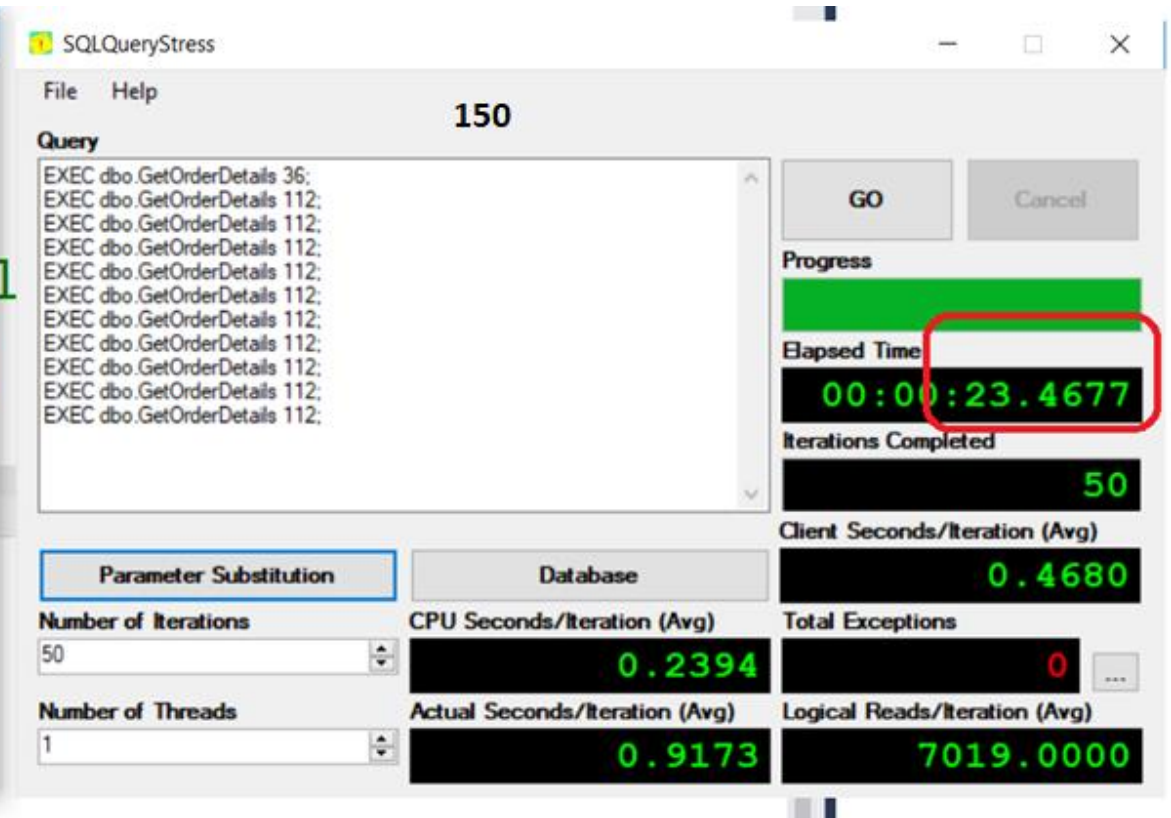 SQLQueryStress
File Help
150
Query
EXEC dbo.GetOrderDetails 36;
EXEC dbo.GetOrderDetails 112;
EXEC dbo.GetOrderDetails 112;
EXEC dbo.GetOrderDetails 112;
EXEC dbo.GetOrderDetails 112;
EXEC dbo.GetOrderDetails 112;
EXEC dbo.GetOrderDetails 112;
EXEC dbo.GetOrderDetails 112;
EXEC dbo.GetOrderDetails 112;
EXEC dbo.GetOrderDetails 112;
EXEC dbo.GetOrderDetails 112;
GO Cancel
Progress
Elapsed Time
00:00:23.4677
Iterations Completed
50
Client Seconds/Iteration (Avg)
0.4680
Parameter Substitution Database
Number of Iterations
50
CPU Seconds/Iteration (Avg)
0.2394
Total Exceptions
0
...
Number of Threads
1
Actual Seconds/Iteration (Avg)
0.9173
Logical Reads/Iteration (Avg)
7019.0000